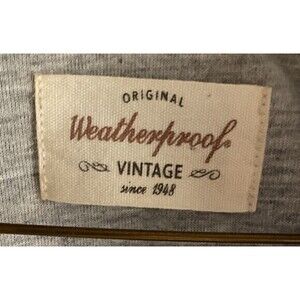 ORIGINAL
Weatherproof®
VINTAGE
since 1948